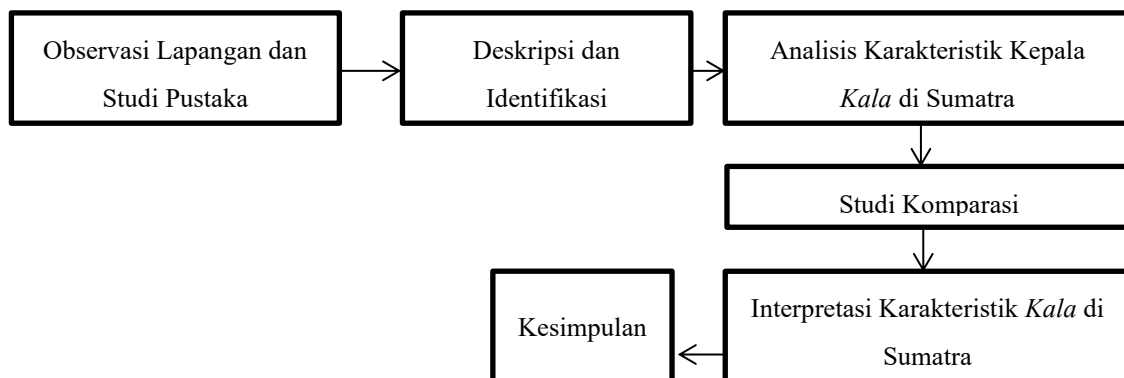 Observasi Lapangan dan
Studi Pustaka
Deskripsi dan
Identifikasi
Analisis Karakteristik Kepala
Kala di Sumatra
Studi Komparasi
Interpretasi Karakteristik Kala di
Sumatra
Kesimpulan